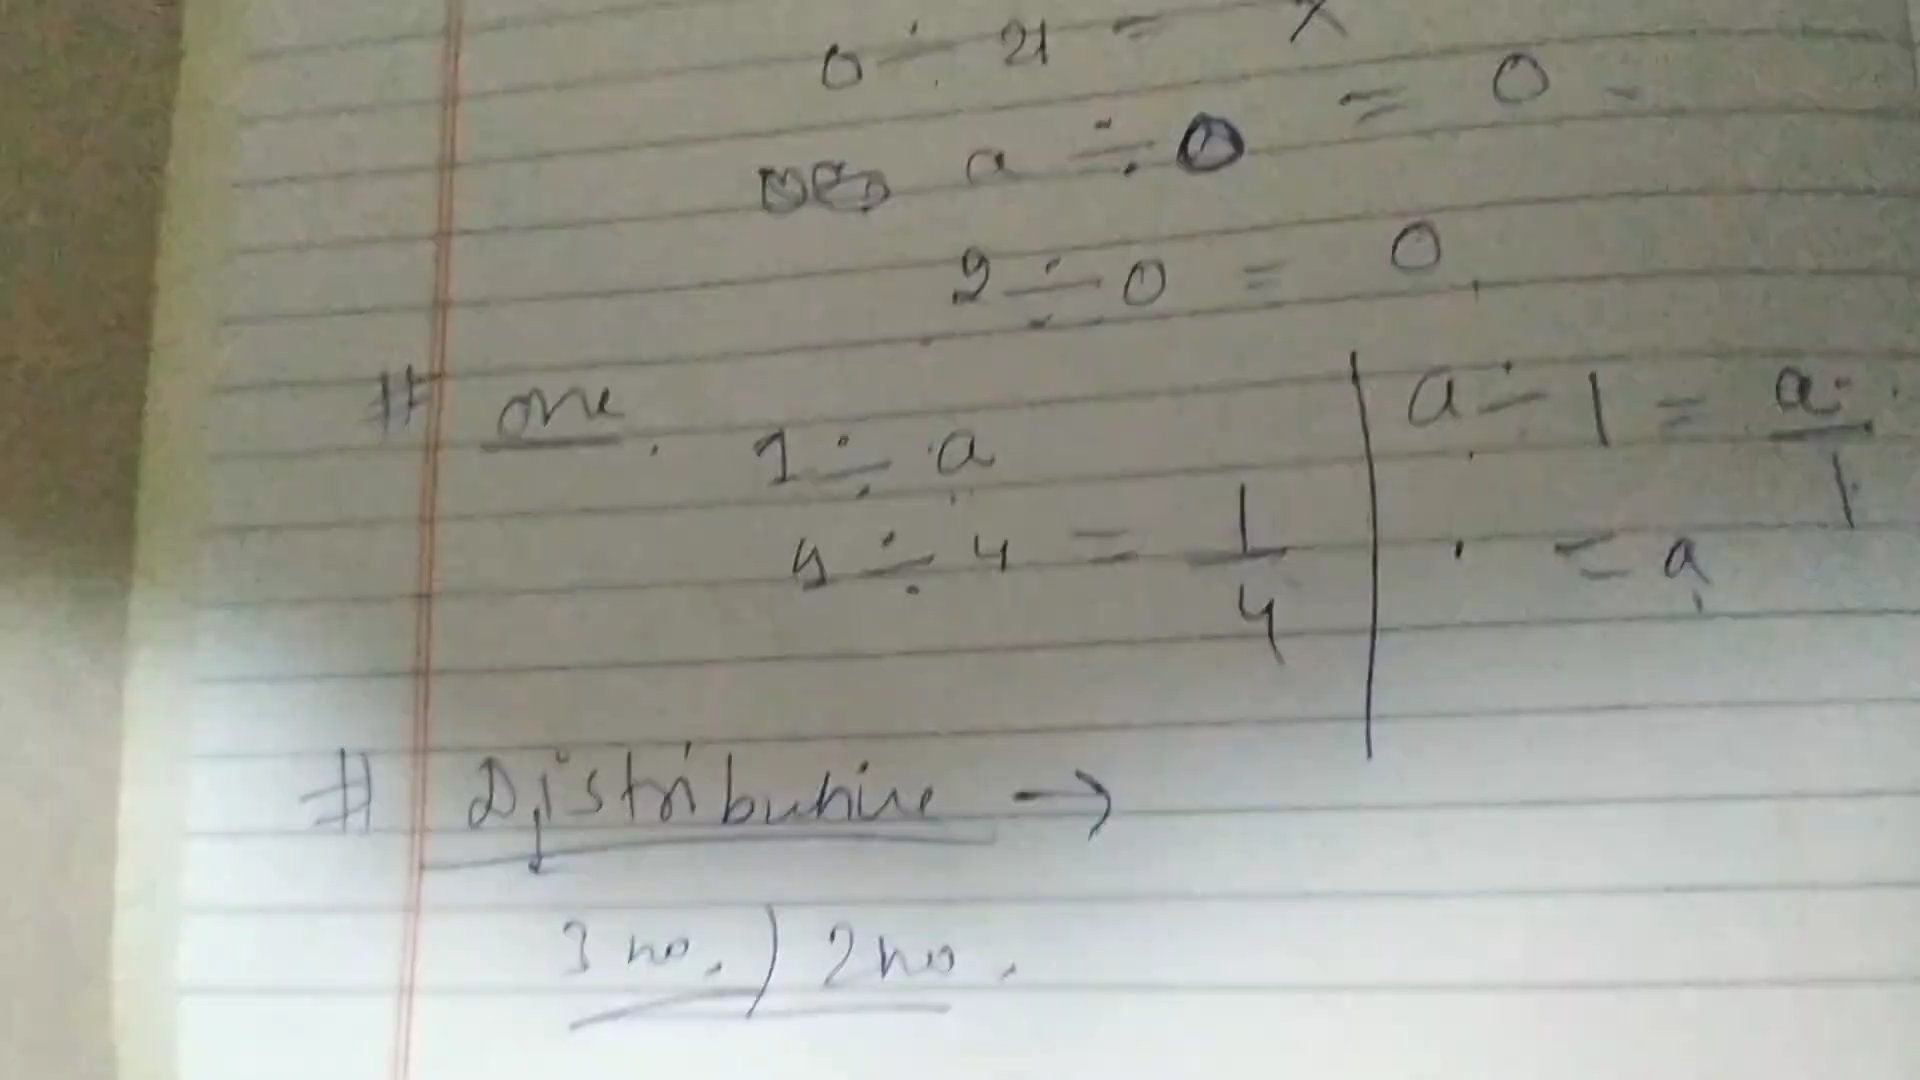 0 ÷ 21 = X
a ÷ 0 = 0
2 ÷ 0 = 0
# one.
1 ÷ a
4 ÷ 4 = 1/4
a ÷ 1 = a/1
= a
# Distributive →
3 no. ) 2 no.